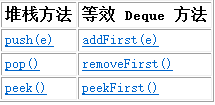 堆栈方法 等效 Deque 方法
push(e) addFirst(e)
pop() removeFirst()
peek() peekFirst()